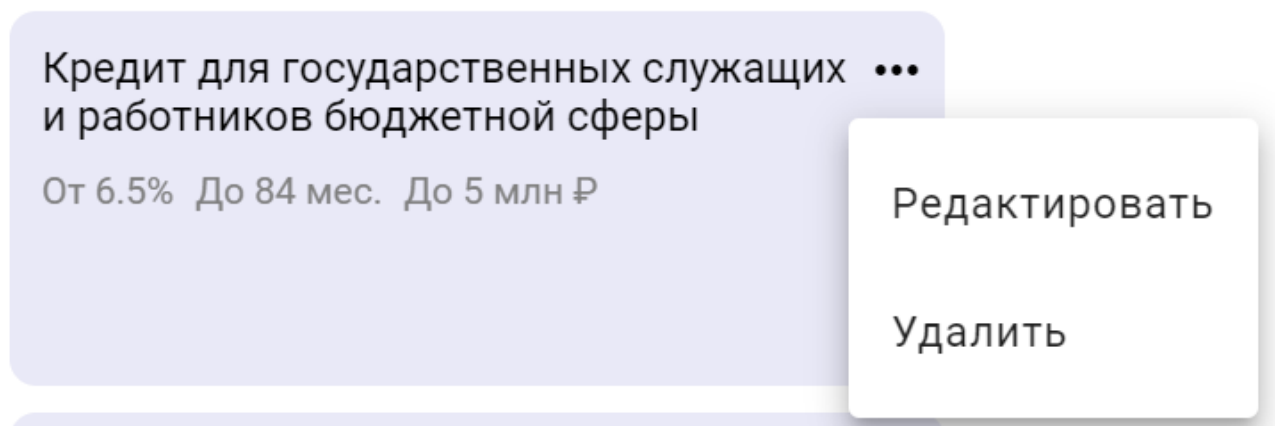 Кредит для государственных служащих
и работников бюджетной сферы
От 6.5% До 84 мес. До 5 млн ₽
Редактировать
Удалить